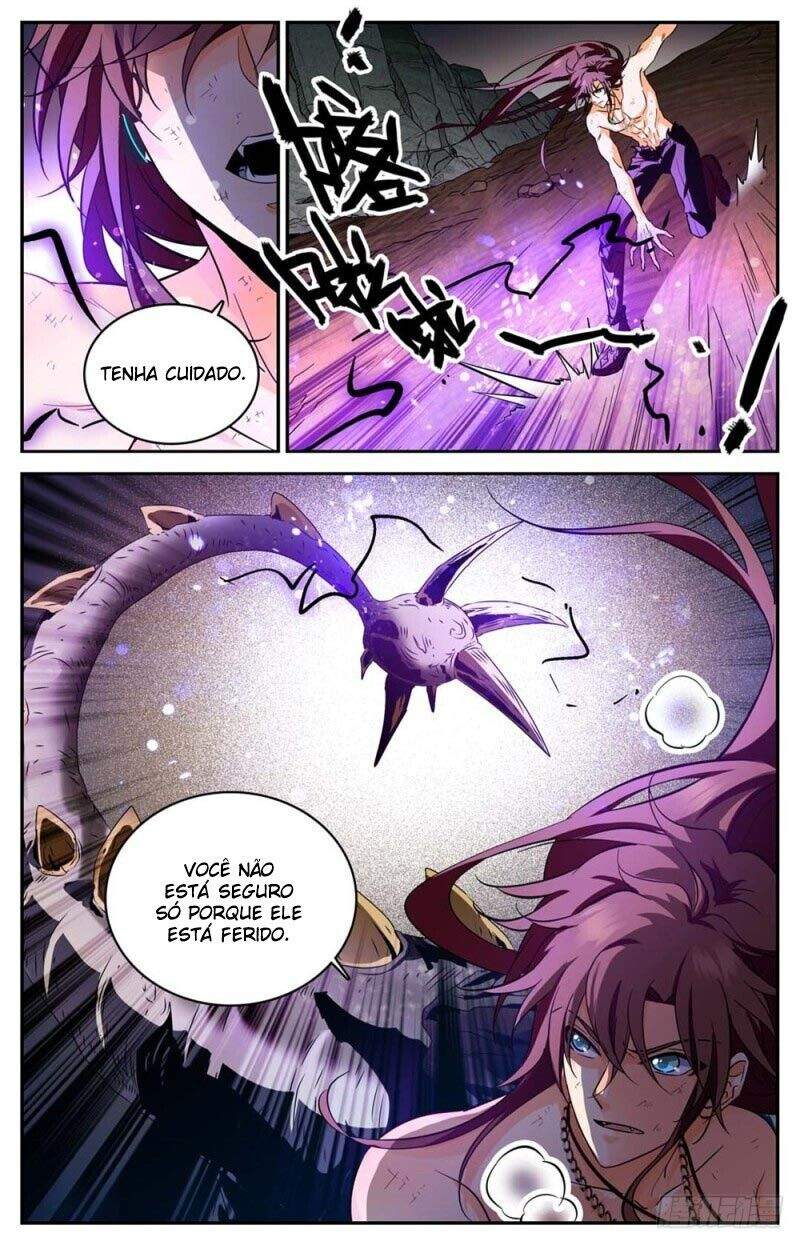 TENHA CUIDADO.
VOCÊ NÃO
ESTÁ SEGURO
SÓ PORQUE ELE
ESTÁ FERIDO.